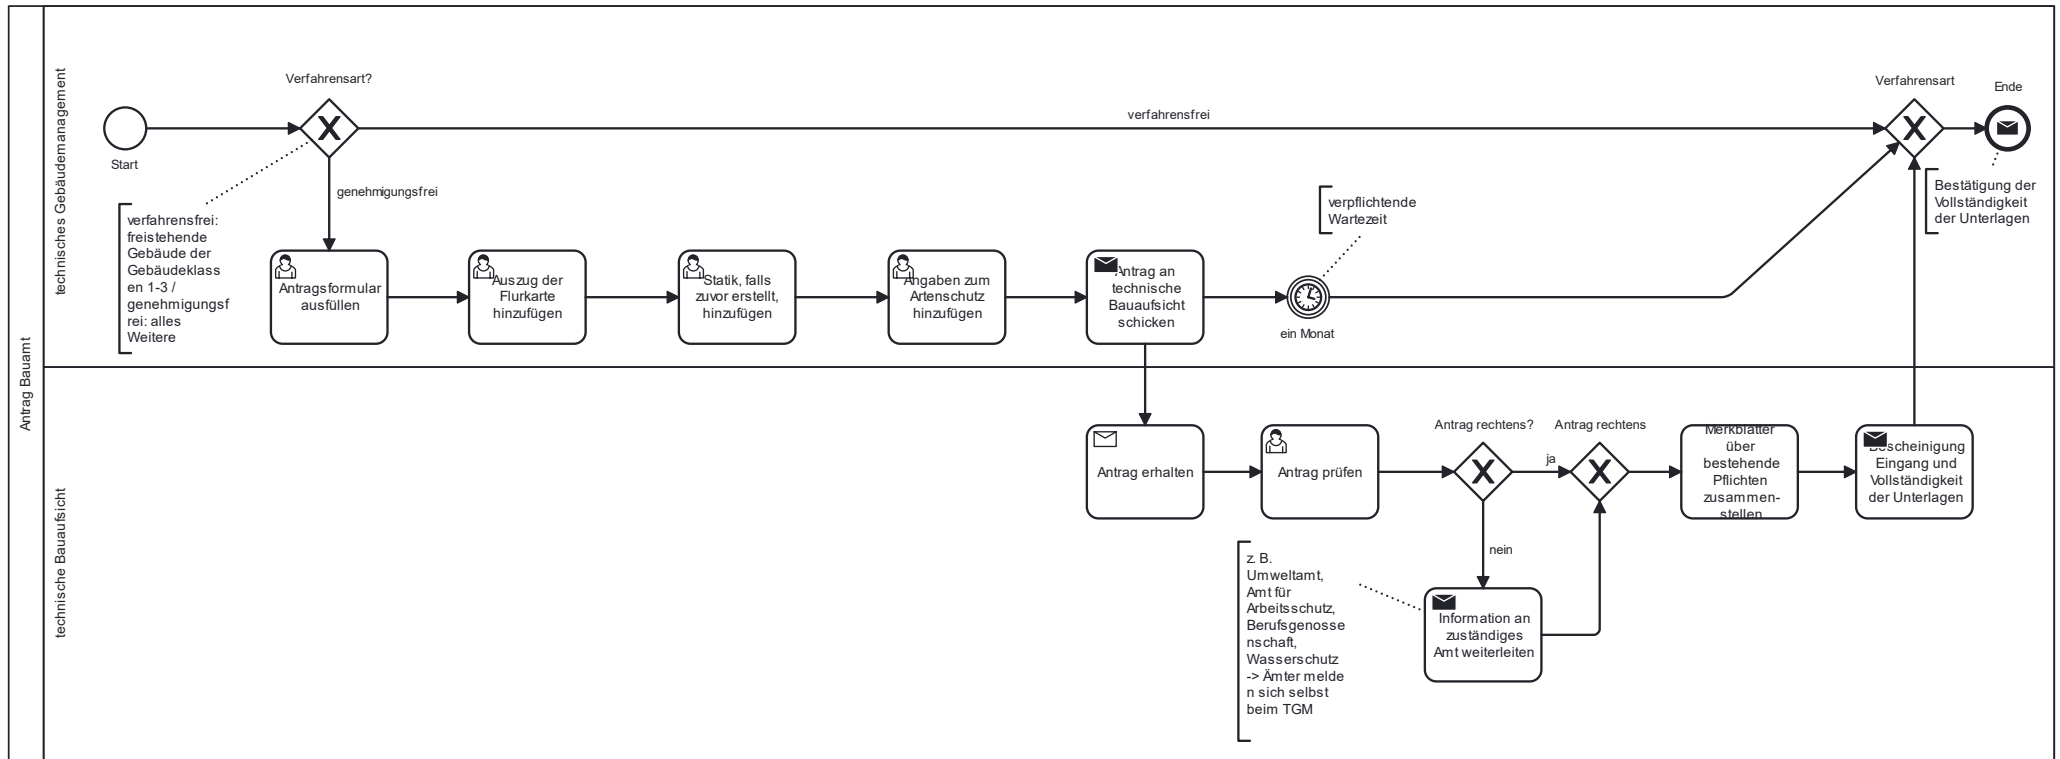 Antrag Bauamt
technisches Gebäudemanagement
Verfahrensart?
Verfahrensart
Ende
Start
verfahrensfrei
genehmigungsfrei
verfahrensfrei:
freistehende
Gebäude der
Gebäudeklass
en 1-3 /
genehmigungsf
rei: alles
Weitere
Antragsformular
ausfüllen
Auszug der
Flurkarte
hinzufügen
Statik, falls
zuvor erstellt,
hinzufügen
Angaben zum
Artenschutz
hinzufügen
Antrag an
technische
Bauaufsicht
schicken
verpflichtende
Wartezeit
ein Monat
Bestätigung der
Vollständigkeit
der Unterlagen
technische Bauaufsicht
Antrag erhalten
Antrag prüfen
Antrag rechtens?
ja
nein
Antrag rechtens
Merkblätter
über
bestehende
Pflichten
zusammen-
stellen
Bescheinigung
Eingang und
Vollständigkeit
der Unterlagen
z. B.
Umweltamt,
Amt für
Arbeitsschutz,
Berufsgenosse
nschaft,
Wasserschutz
-> Ämter melde
n sich selbst
beim TGM
Information an
zuständiges
Amt weiterleiten